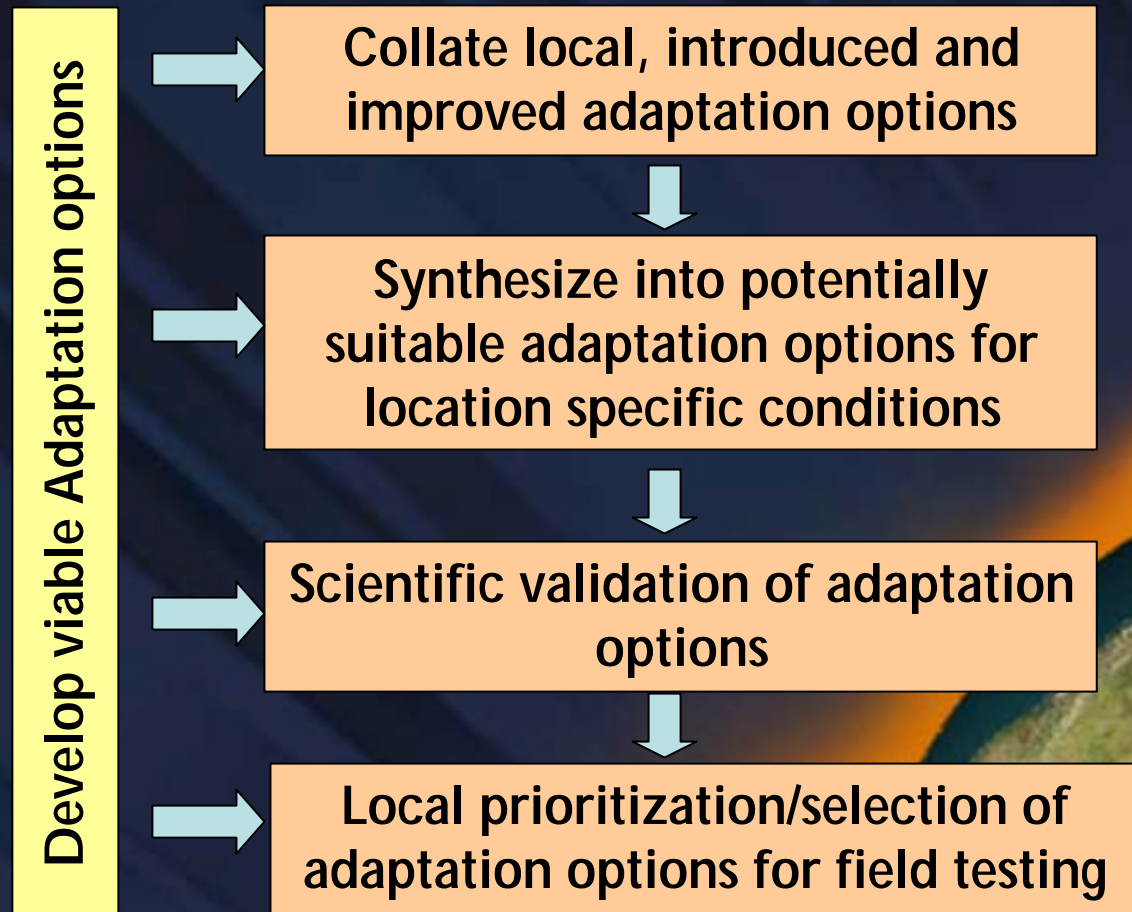 Develop viable Adaptation options
Collate local, introduced and
improved adaptation options
Synthesize into potentially
suitable adaptation options for
location specific conditions
Scientific validation of adaptation
options
Local prioritization/selection of
adaptation options for field testing